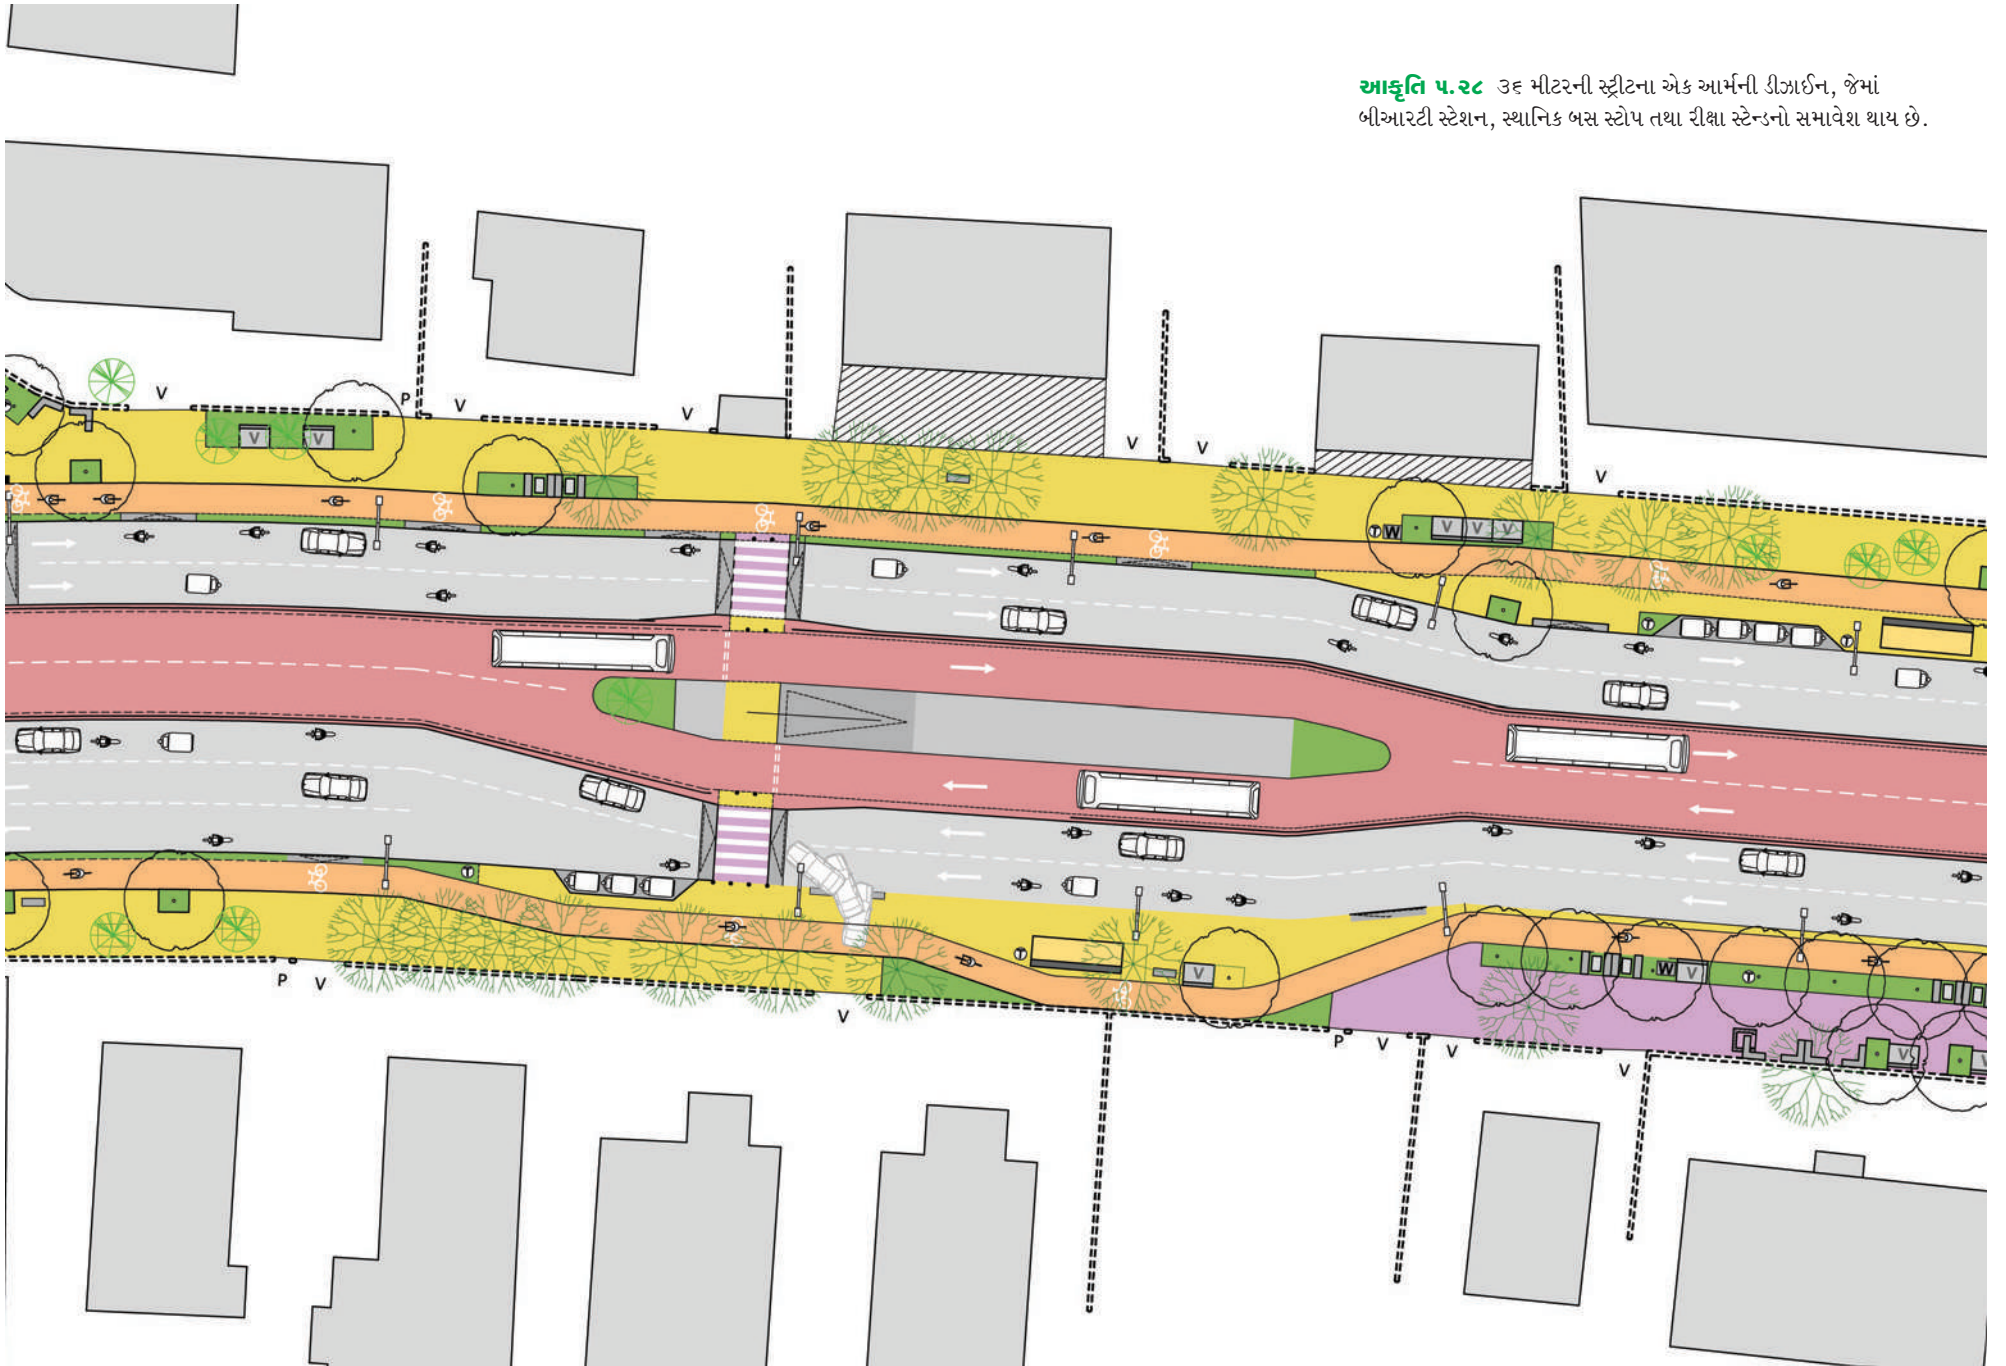 આકૃતિ ૫.૨૮ ૩૬ મીટરની સ્ટ્રીટના એક આર્મની ડીઝાઈન, જેમાં
બીઆરટી સ્ટેશન, સ્થાનિક બસ સ્ટોપ તથા રીક્ષા સ્ટેન્ડનો સમાવેશ થાય છે.
V
P
V
V
V
V
V
V V
T W V V V
T T
T
T
V
W V
T
P V
V
P V V
V
V V